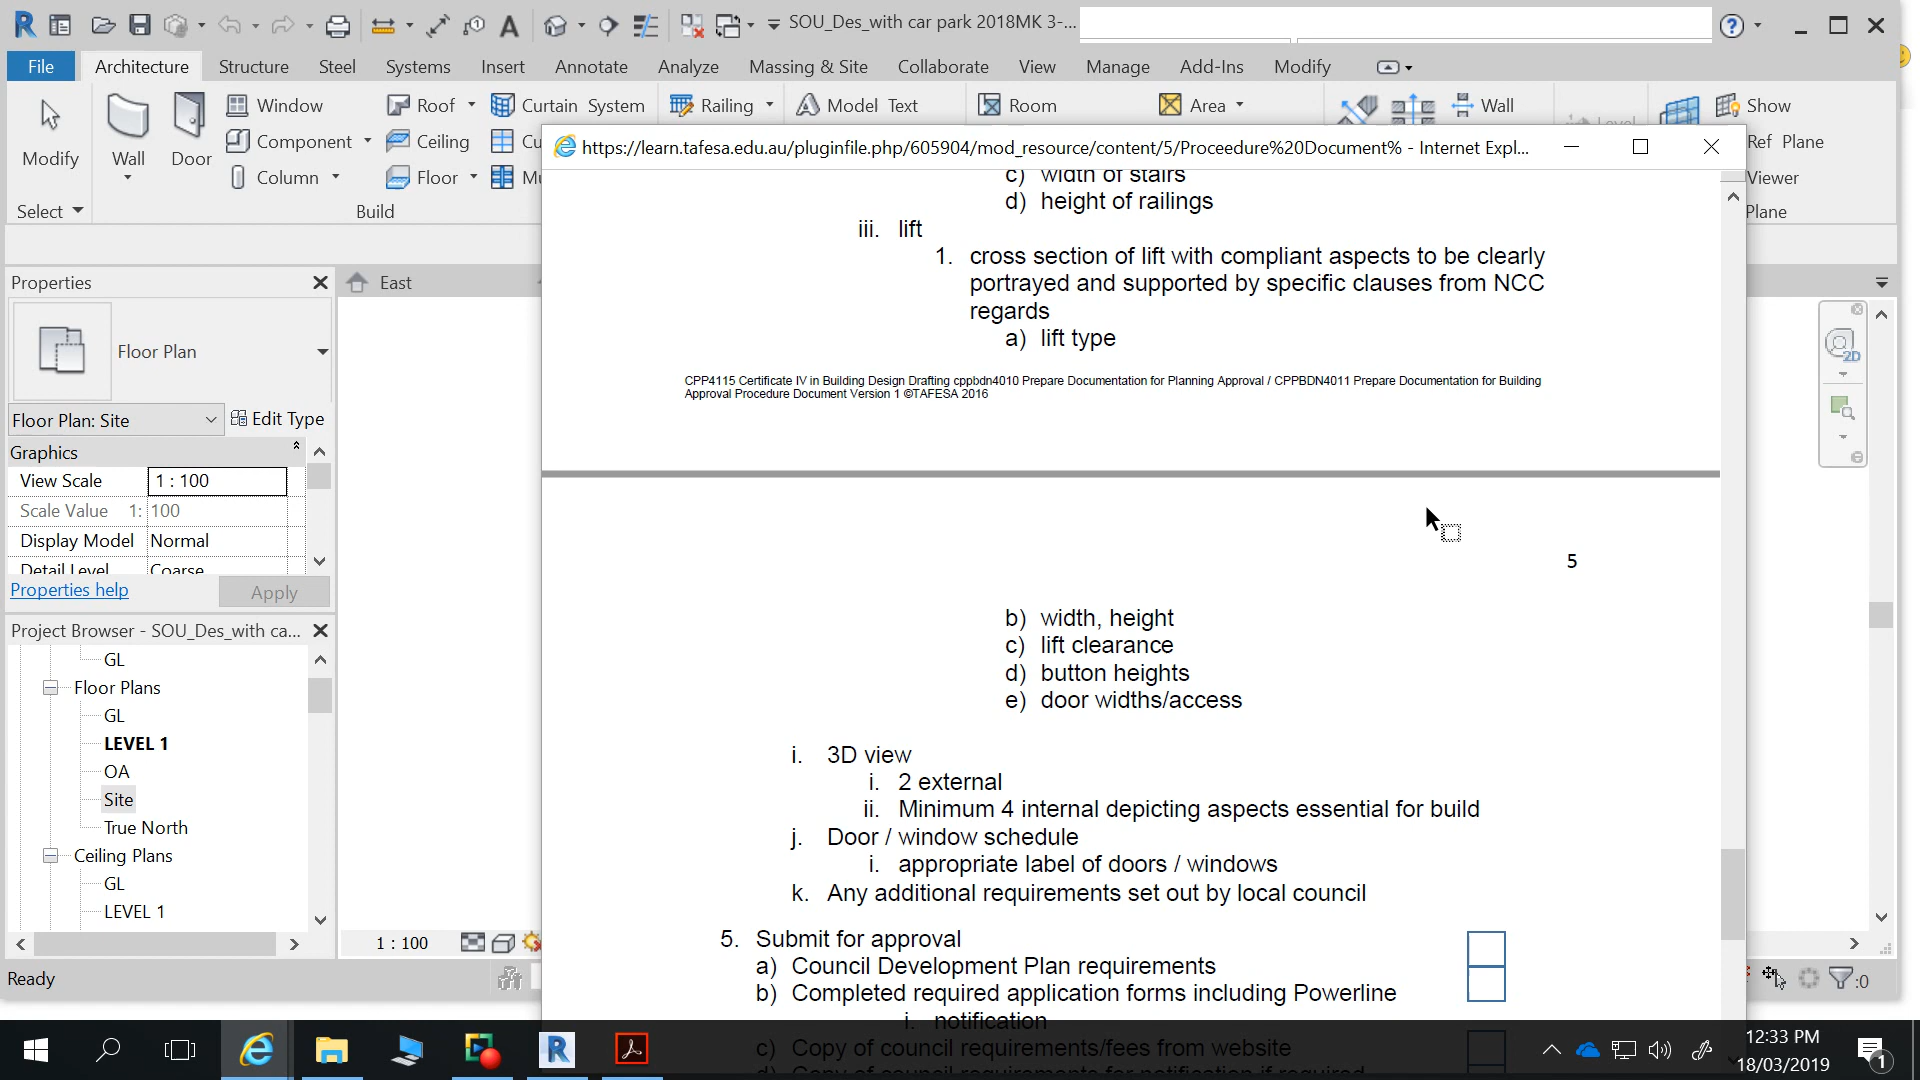 SOU_Des_with car park 2018MK 3-...
File Architecture Structure Steel Systems Insert Annotate Analyze Massing & Site Collaborate View Manage Add-Ins Modify
Window Roof Curtain System Railing Model Text Room Area Wall Show
Modify Wall Door Component Ceiling Ref Plane
Column Floor Viewer
Select Build Plane
https://learn.tafesa.edu.au/pluginfile.php/605904/mod_resource/content/5/Proceedure%20Document% - Internet Expl...
c) width of stairs
d) height of railings
iii. lift
1. cross section of lift with compliant aspects to be clearly
portrayed and supported by specific clauses from NCC
regards
a) lift type
CPP4115 Certificate IV in Building Design Drafting cppbdn4010 Prepare Documentation for Planning Approval / CPPBDN4011 Prepare Documentation for Building
Approval Procedure Document Version 1 ©TAFESA 2016
5
b) width, height
c) lift clearance
d) button heights
e) door widths/access
i. 3D view
i. 2 external
ii. Minimum 4 internal depicting aspects essential for build
j. Door / window schedule
i. appropriate label of doors / windows
k. Any additional requirements set out by local council
5. Submit for approval
a) Council Development Plan requirements
b) Completed required application forms including Powerline
i. notification
c) Copy of council requirements/fees from website
d) Copy of council requirements for notification if required
Properties
East
Floor Plan
Floor Plan: Site Edit Type
Graphics
View Scale 1 : 100
Scale Value 1: 100
Display Model Normal
Detail Level Coarse
Properties help Apply
Project Browser - SOU_Des_with ca...
GL
Floor Plans
GL
LEVEL 1
OA
Site
True North
Ceiling Plans
GL
LEVEL 1
1 : 100
Ready
:0
2D
12:33 PM
18/03/2019
1